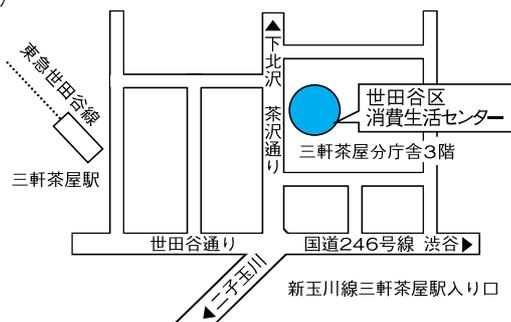 )
▲下北沢
茶沢通り
東急世田谷線
三軒茶屋駅
世田谷区
消費生活センター
三軒茶屋分庁舎3階
世田谷通り
国道246号線 渋谷▶
◀二子玉川
新玉川線三軒茶屋駅入り口